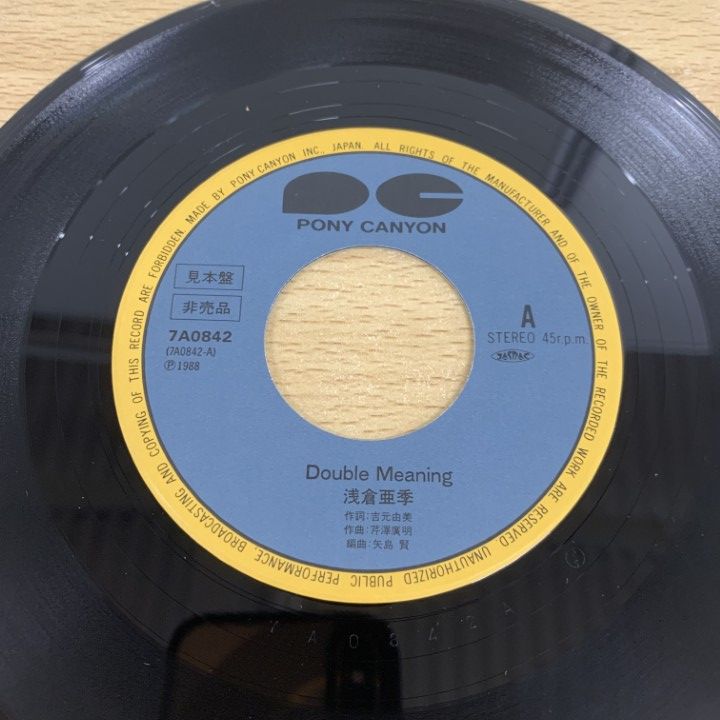 PONY CANYON
見本盤
非売品
7A0842
(7A0842-A)
Ⓟ 1988
A
STEREO 45r.p.m.
JASRAC
Double Meaning
浅倉亜季
作詞:吉元由美
作曲:芹澤廣明
編曲:矢島 賢
MADE BY PONY CANYON INC., JAPAN. ALL RIGHTS OF THE MANUFACTURER AND OF THE OWNER OF THE RECORDED WORK ARE RESERVED UNAUTHORIZED PUBLIC PERFORMANCE, BROADCASTING AND COPYING OF THIS RECORD ARE FORBIDDEN.
7A0842A